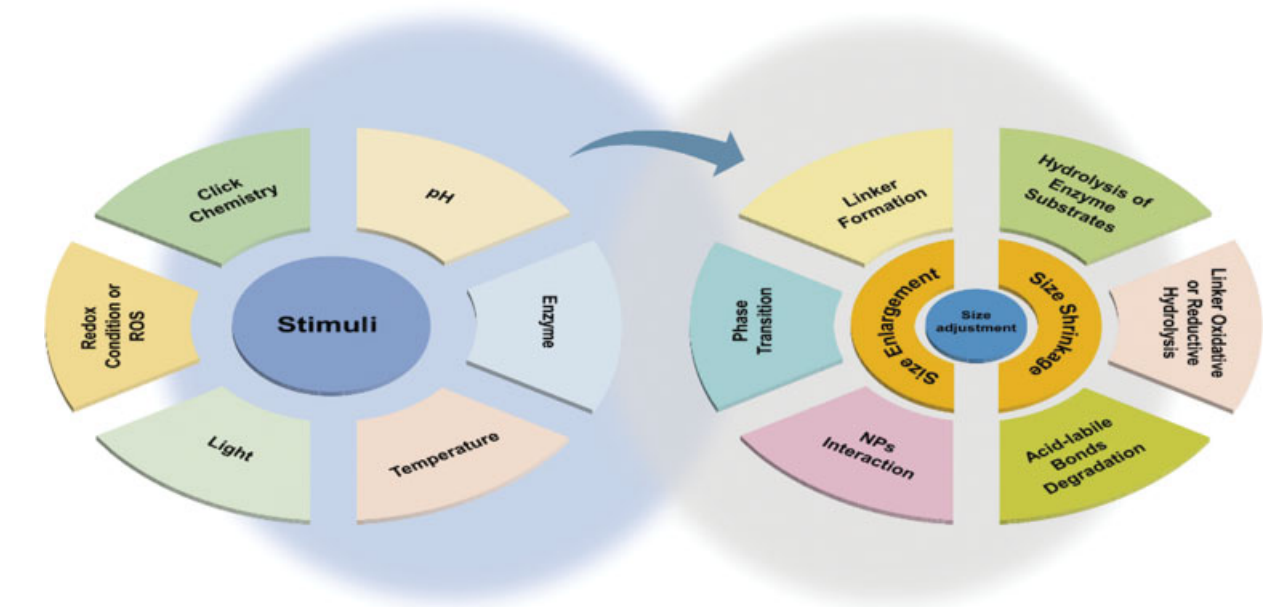 Click
Chemistry
pH
Redox
Condition or
ROS
Stimuli
Enzyme
Light
Temperature
Linker
Formation
Hydrolysis of
Enzyme
Substrates
Phase
Transition
Size Enlargement
Size
adjustment
Size Shrinkage
Linker Oxidative
or Reductive
Hydrolysis
NPs
Interaction
Acid-labile
Bonds
Degradation